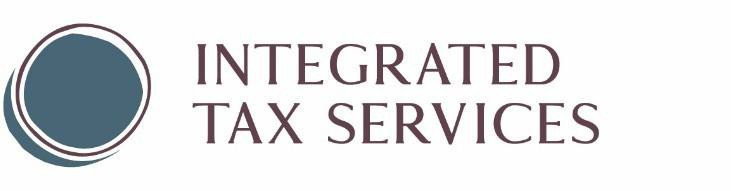 INTEGRATED
TAX SERVICES